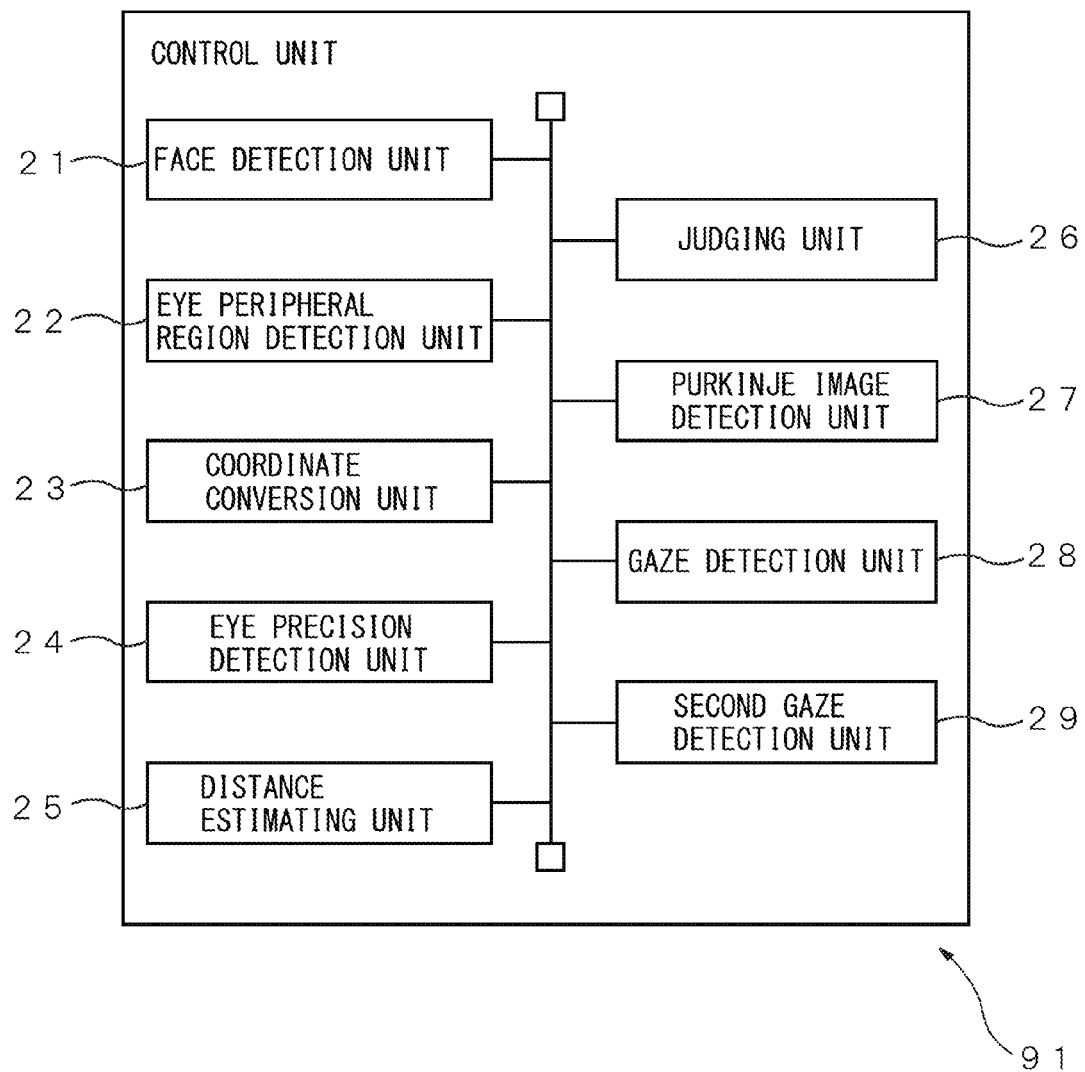 CONTROL UNIT
21
FACE DETECTION UNIT
22
EYE PERIPHERAL
REGION DETECTION UNIT
23
COORDINATE
CONVERSION UNIT
24
EYE PRECISION
DETECTION UNIT
25
DISTANCE
ESTIMATING UNIT
JUDGING UNIT
26
PURKINJE IMAGE
DETECTION UNIT
27
GAZE DETECTION UNIT
28
SECOND GAZE
DETECTION UNIT
29
91